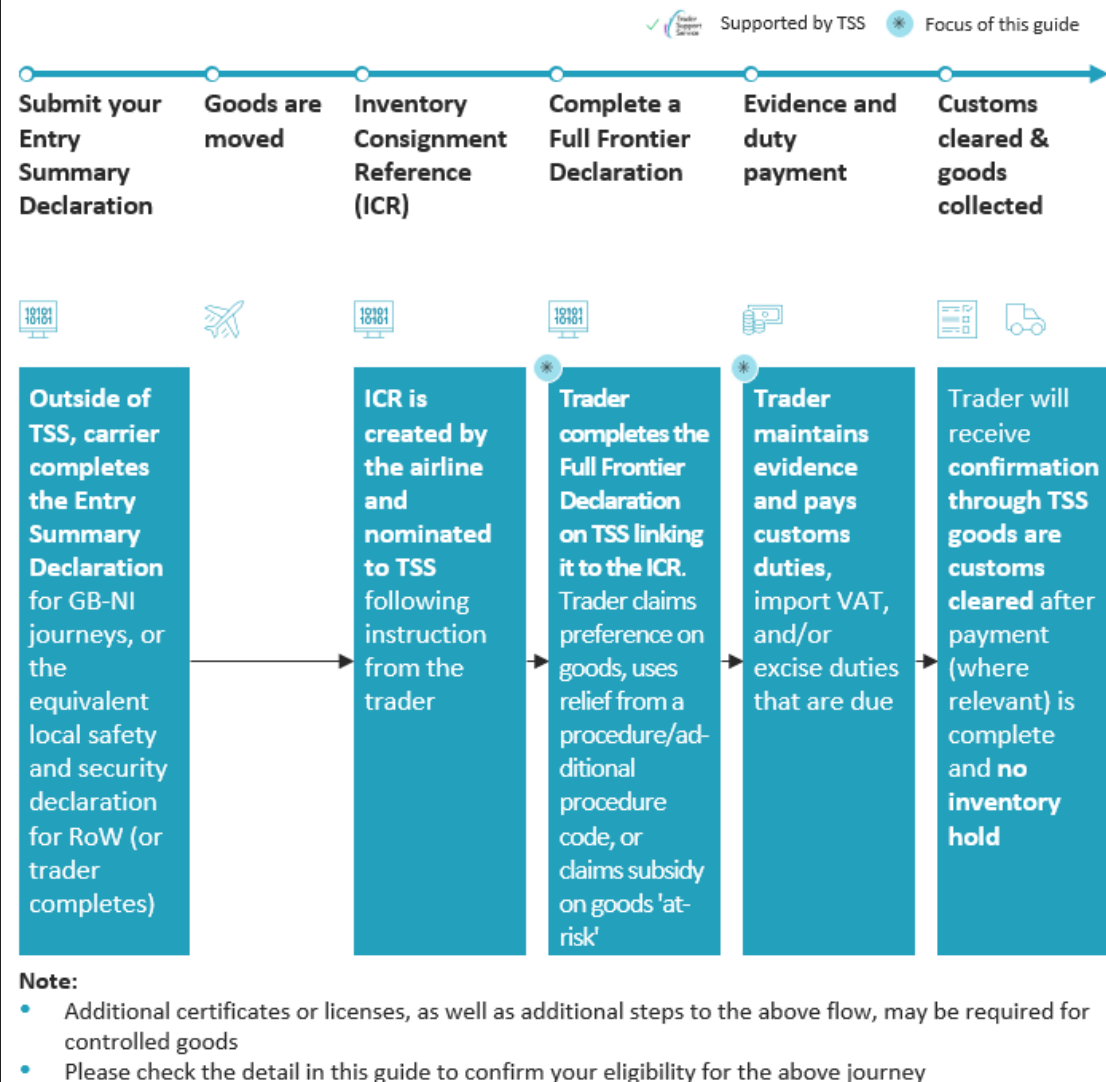 Trader
Support
Service
Supported by TSS
Focus of this guide
Submit your
Entry
Summary
Declaration
Goods are
moved
Inventory
Consignment
Reference
(ICR)
Complete a
Full Frontier
Declaration
Evidence and
duty
payment
Customs
cleared &
goods
collected
10101
10101
10101
10101
10101
10101
Outside of
TSS, carrier
completes
the Entry
Summary
Declaration
for GB-NI
journeys, or
the
equivalent
local safety
and security
declaration
for RoW (or
trader
completes)
ICR is
created by
the airline
and
nominated
to TSS
following
instruction
from the
trader
Trader
completes the
Full Frontier
Declaration
on TSS linking
it to the ICR.
Trader claims
preference on
goods, uses
relief from a
procedure/ad-
ditional
procedure
code, or
claims subsidy
on goods 'at-
risk'
Trader
maintains
evidence
and pays
customs
duties,
import VAT,
and/or
excise duties
that are due
Trader will
receive
confirmation
through TSS
goods are
customs
cleared after
payment
(where
relevant) is
complete
and no
inventory
hold
Note:
• Additional certificates or licenses, as well as additional steps to the above flow, may be required for
controlled goods
• Please check the detail in this guide to confirm your eligibility for the above journey